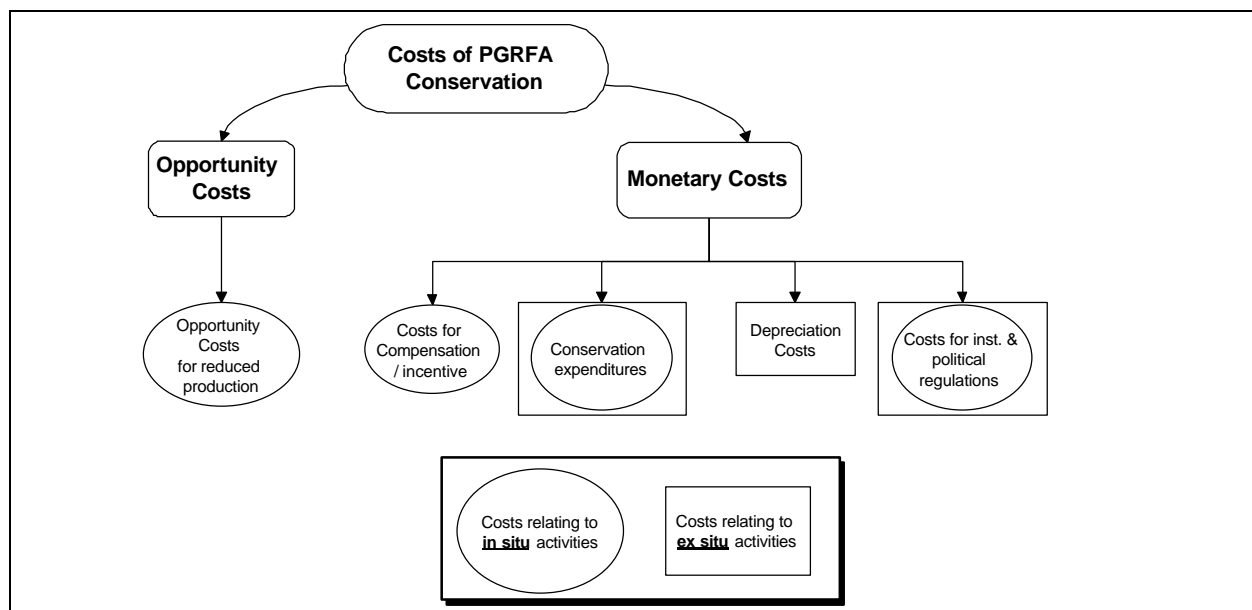 Costs of PGRFA
Conservation
Opportunity
Costs
Monetary Costs
Opportunity
Costs
for reduced
production
Costs for
Compensation
/ incentive
Conservation
expenditures
Depreciation
Costs
Costs for inst. &
political
regulations
Costs relating to
in situ activities
Costs relating to
ex situ activities